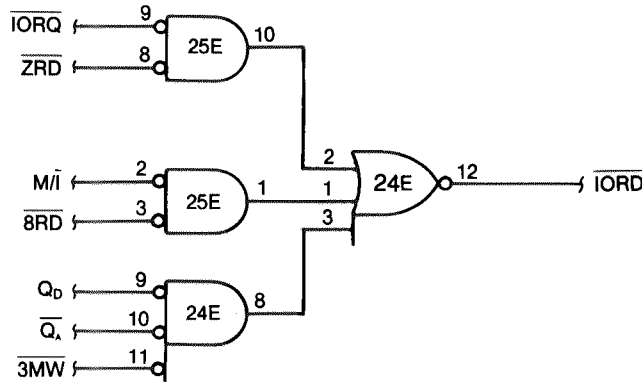 IORQ 9
25E
10
ZRD 8
2
24E
12
IORD
M/I 2
25E
1
1
8RD 3
3
QD 9
24E
8
QA 10
3MW 11